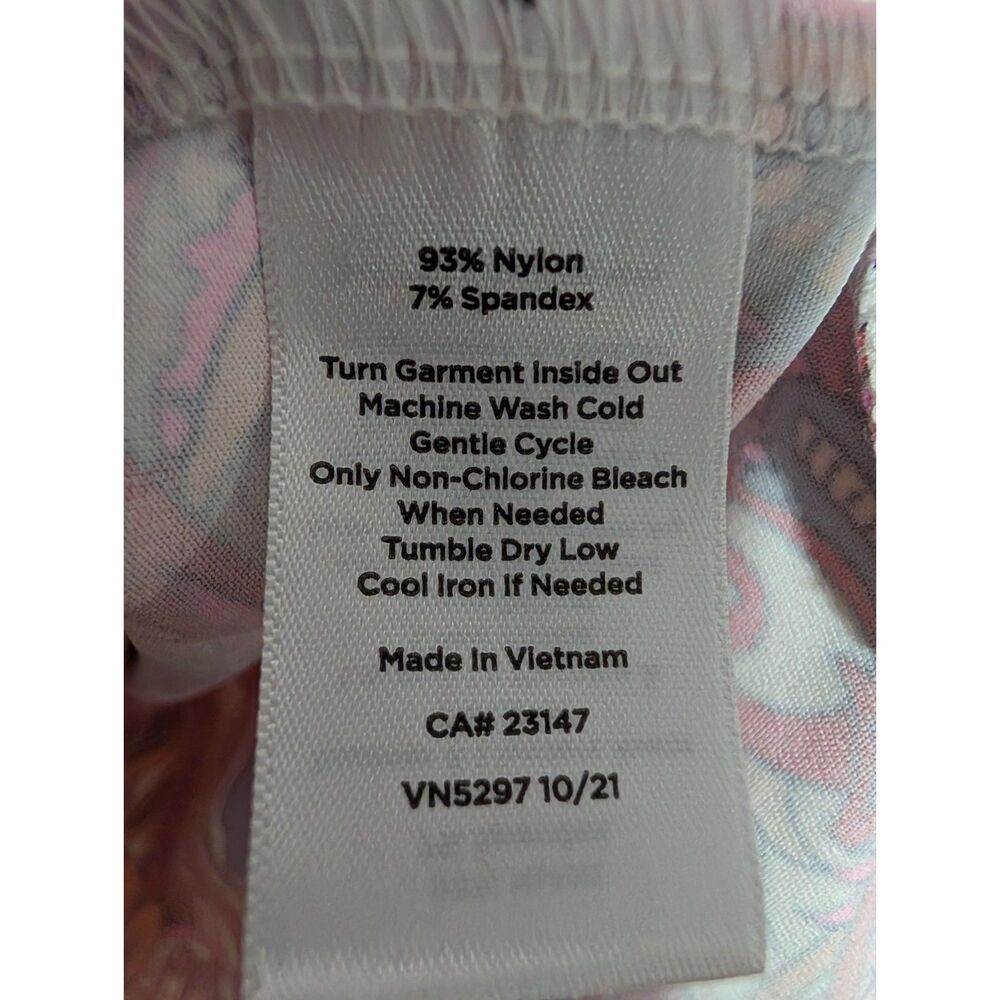 93% Nylon
7% Spandex
Turn Garment Inside Out
Machine Wash Cold
Gentle Cycle
Only Non-Chlorine Bleach
When Needed
Tumble Dry Low
Cool Iron If Needed
Made In Vietnam
CA# 23147
VN5297 10/21